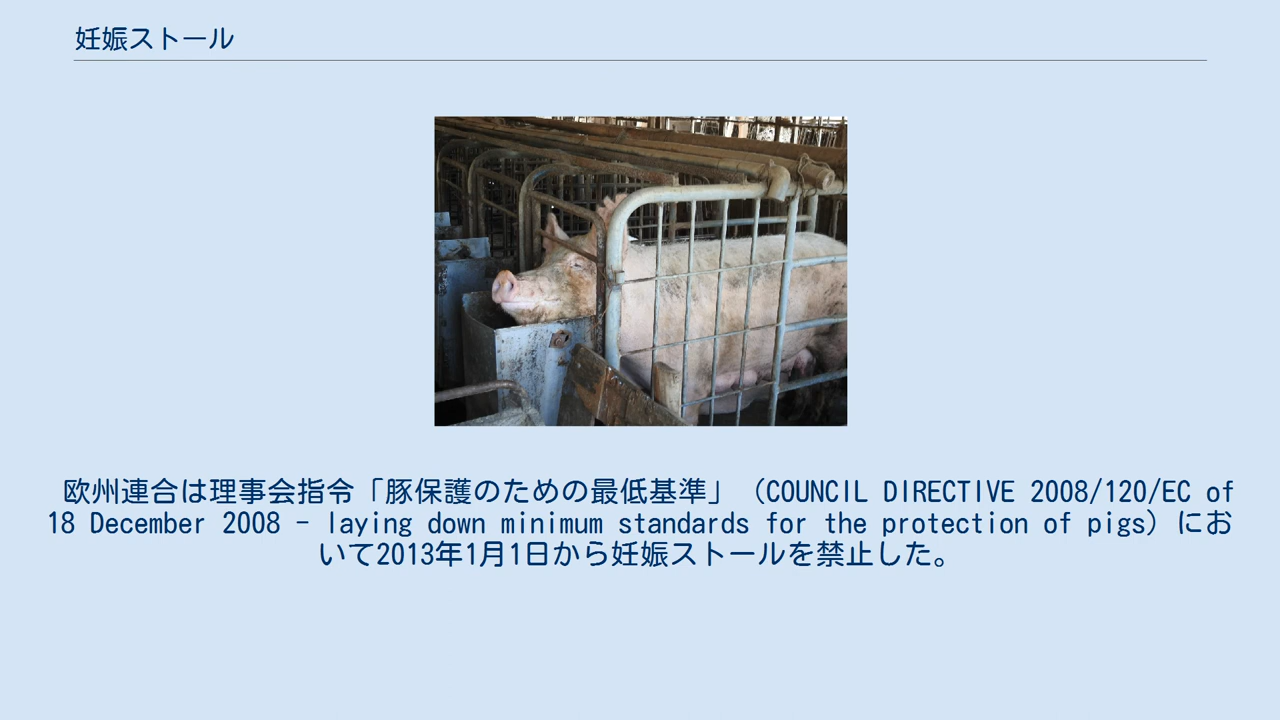 妊娠ストール
欧州連合は理事会指令「豚保護のための最低基準」（COUNCIL DIRECTIVE 2008/120/EC of
18 December 2008 - laying down minimum standards for the protection of pigs）にお
いて2013年1月1日から妊娠ストールを禁止した。